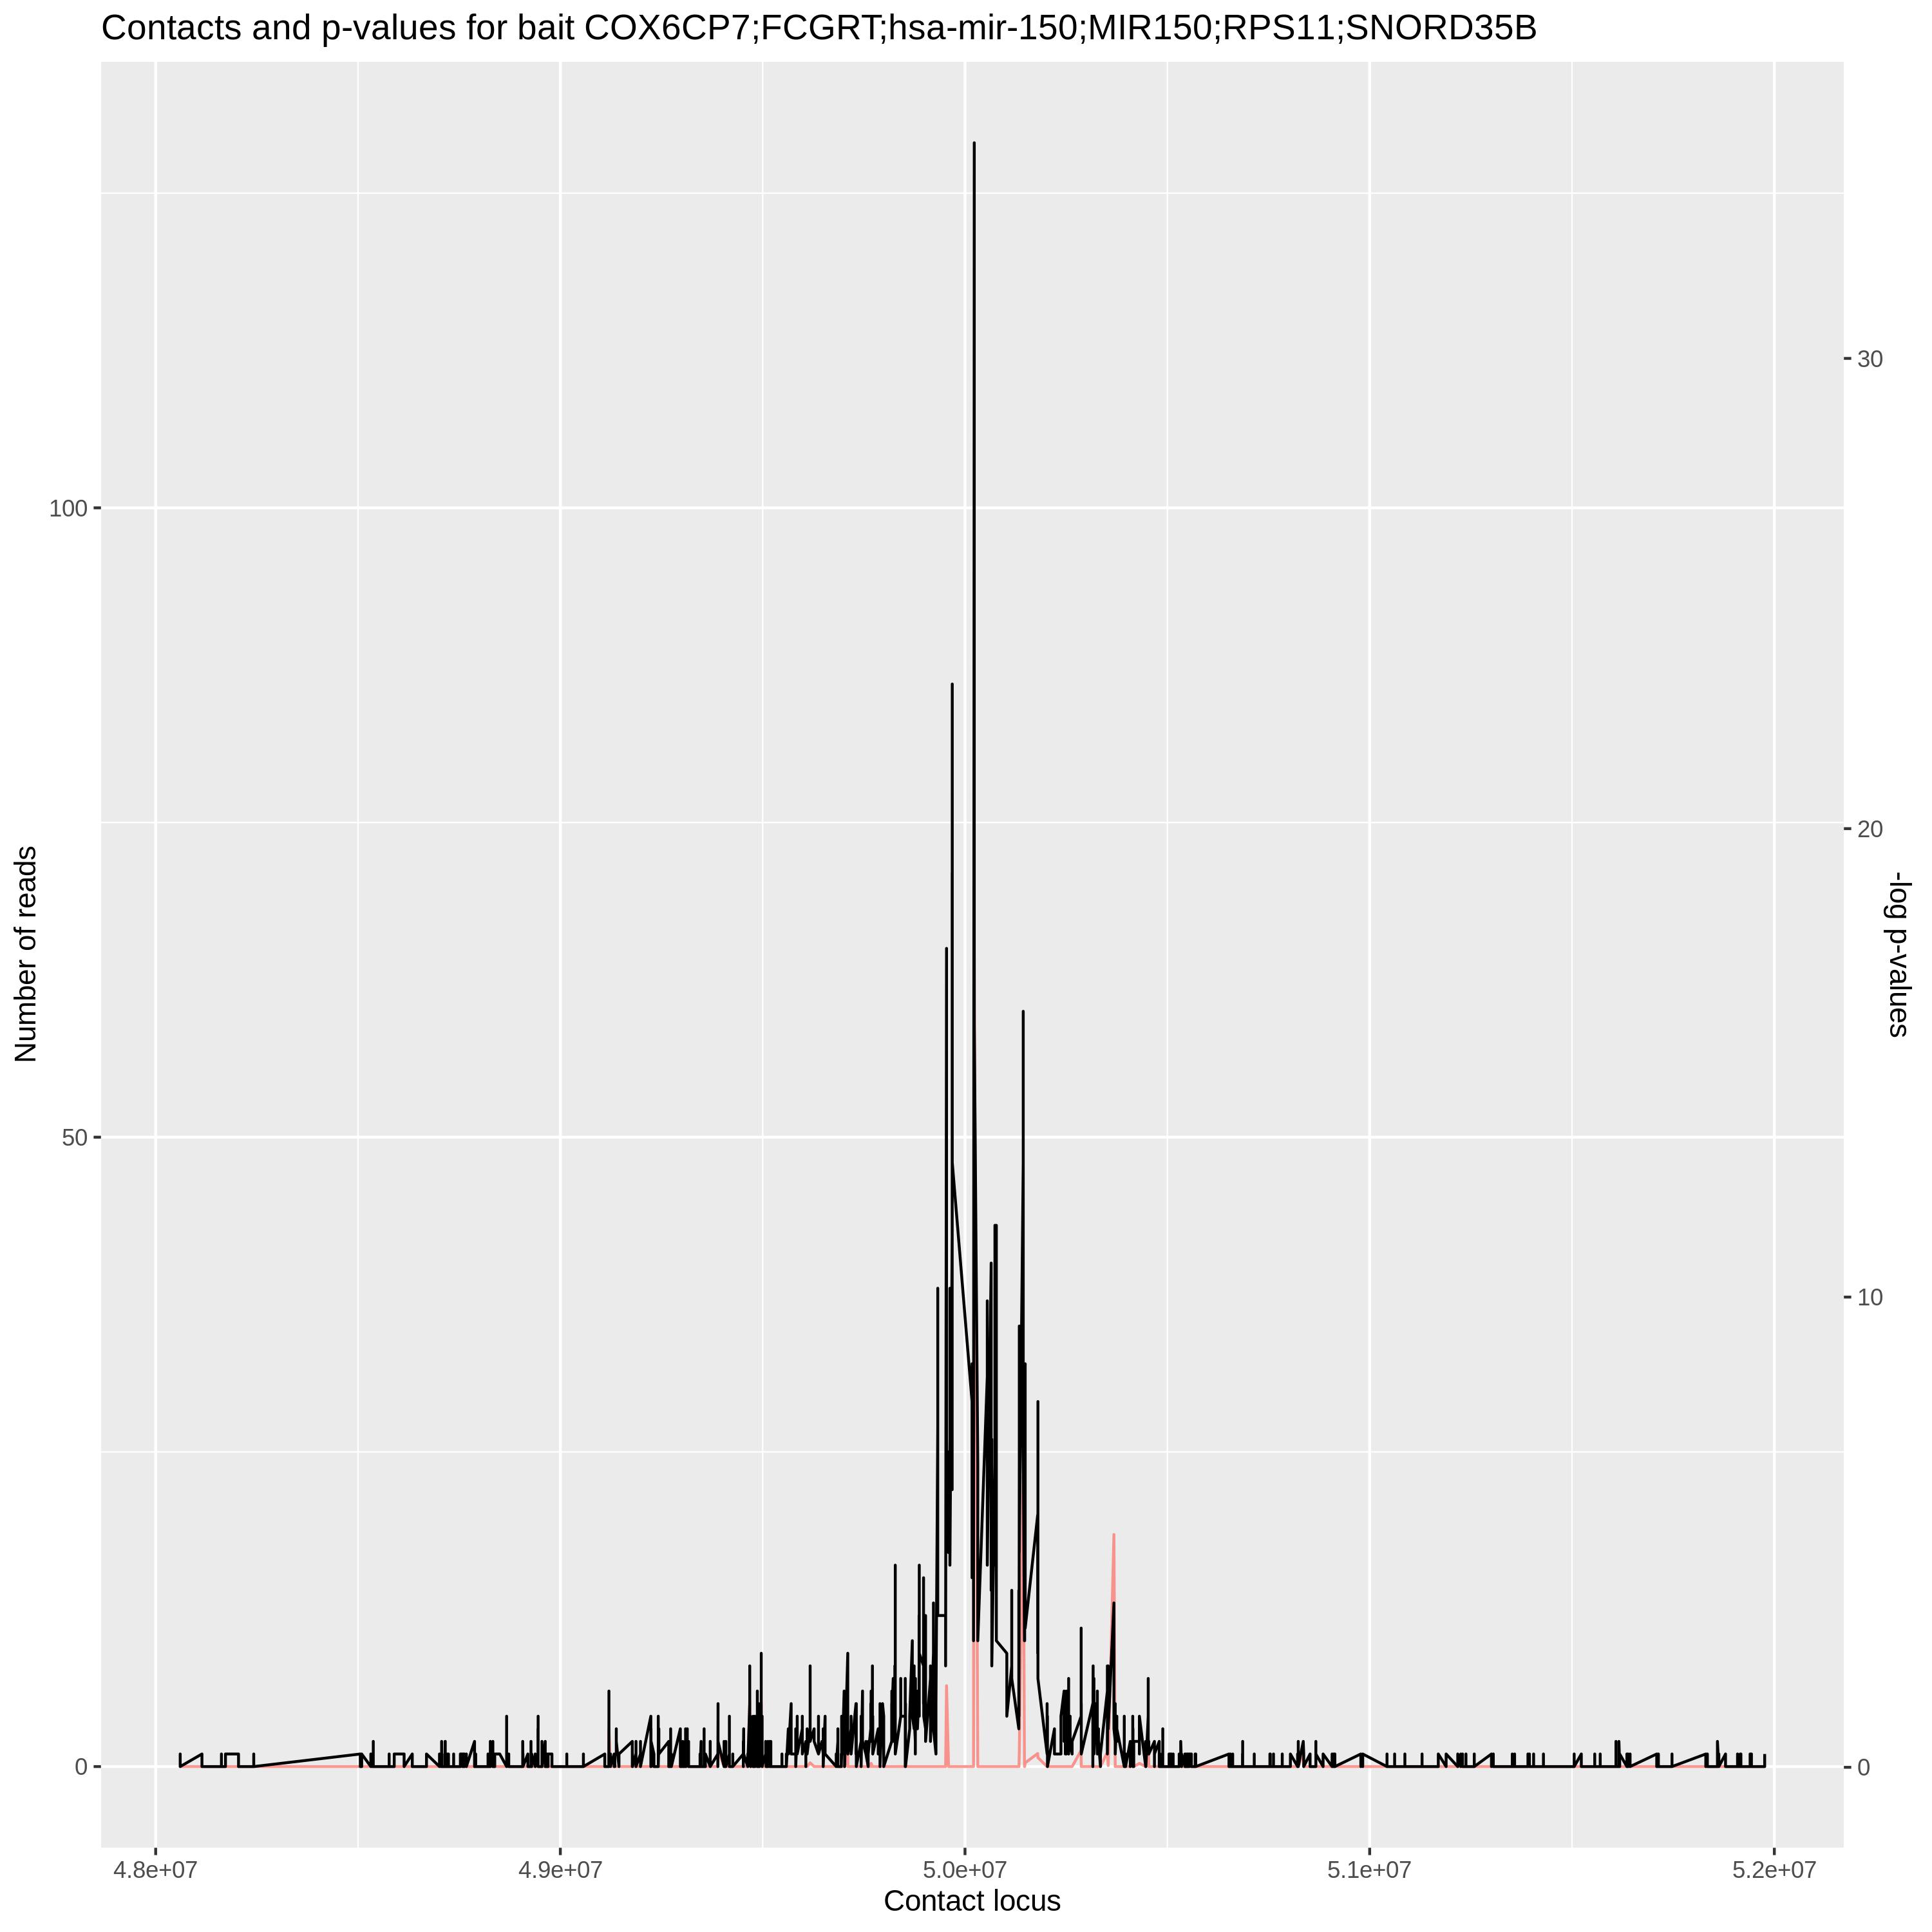 Contacts and p-values for bait COX6CP7;FCGRT;hsa-mir-150;MIR150;RPS11;SNORD35B
100
50
0
Number of reads
30
20
10
0
-log p-values
4.8e+07 4.9e+07 5.0e+07 5.1e+07 5.2e+07
Contact locus